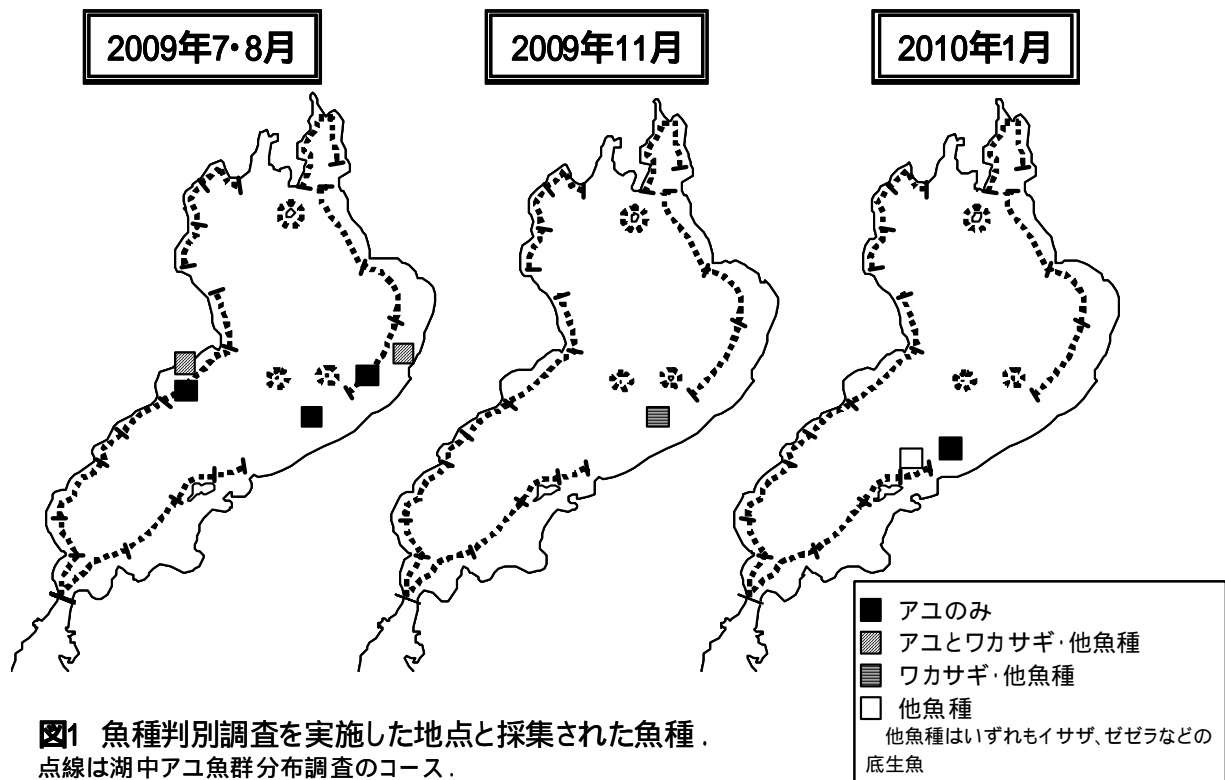 2009年7・8月
2009年11月
2010年1月
アユのみ
アユとワカサギ・他魚種
ワカサギ・他魚種
他魚種
他魚種はいずれもイサザ、ゼゼラなどの
底生魚
図1 魚種判別調査を実施した地点と採集された魚種．
点線は湖中アユ魚群分布調査のコース．